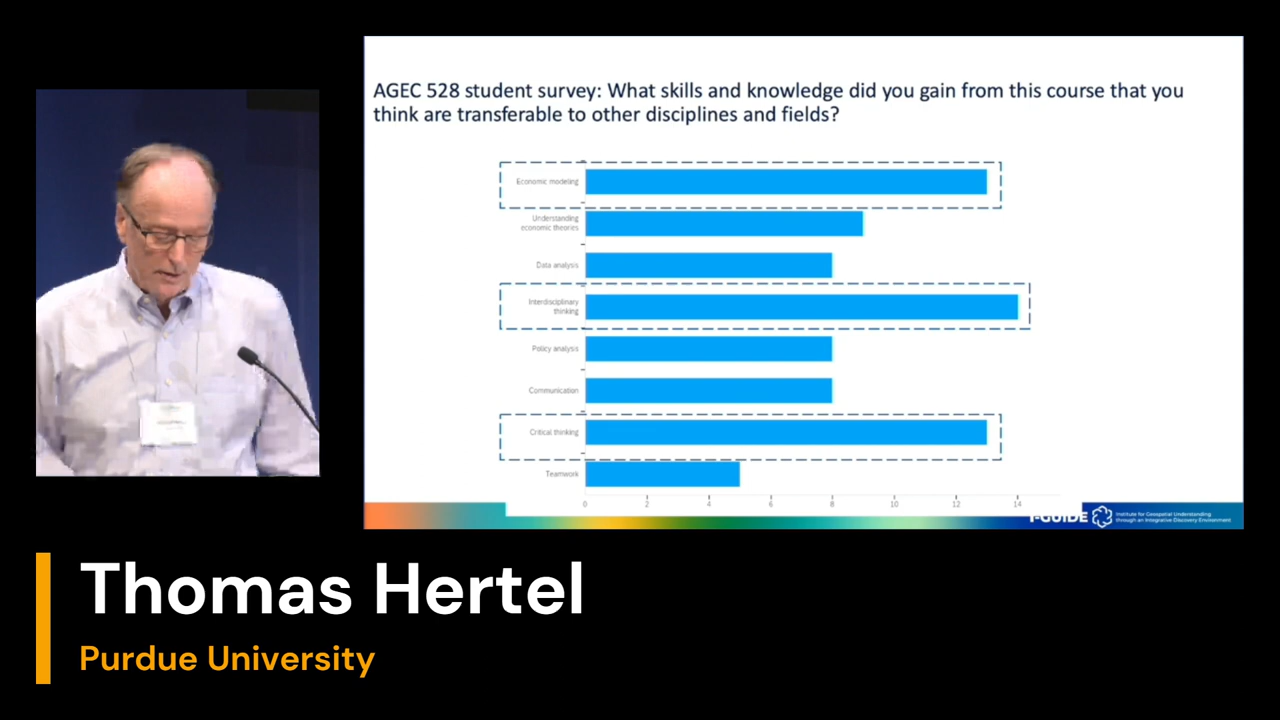 AGEC 528 student survey: What skills and knowledge did you gain from this course that you
think are transferable to other disciplines and fields?
Economic modeling
Understanding
economic theories
Data analysis
Interdisciplinary
thinking
Policy analysis
Communication
Critical thinking
Teamwork
0 2 4 6 8 10 12 14
I-GUIDE
Institute for Geospatial Understanding
through an Integrative Discovery Environment
Thomas Hertel
Purdue University